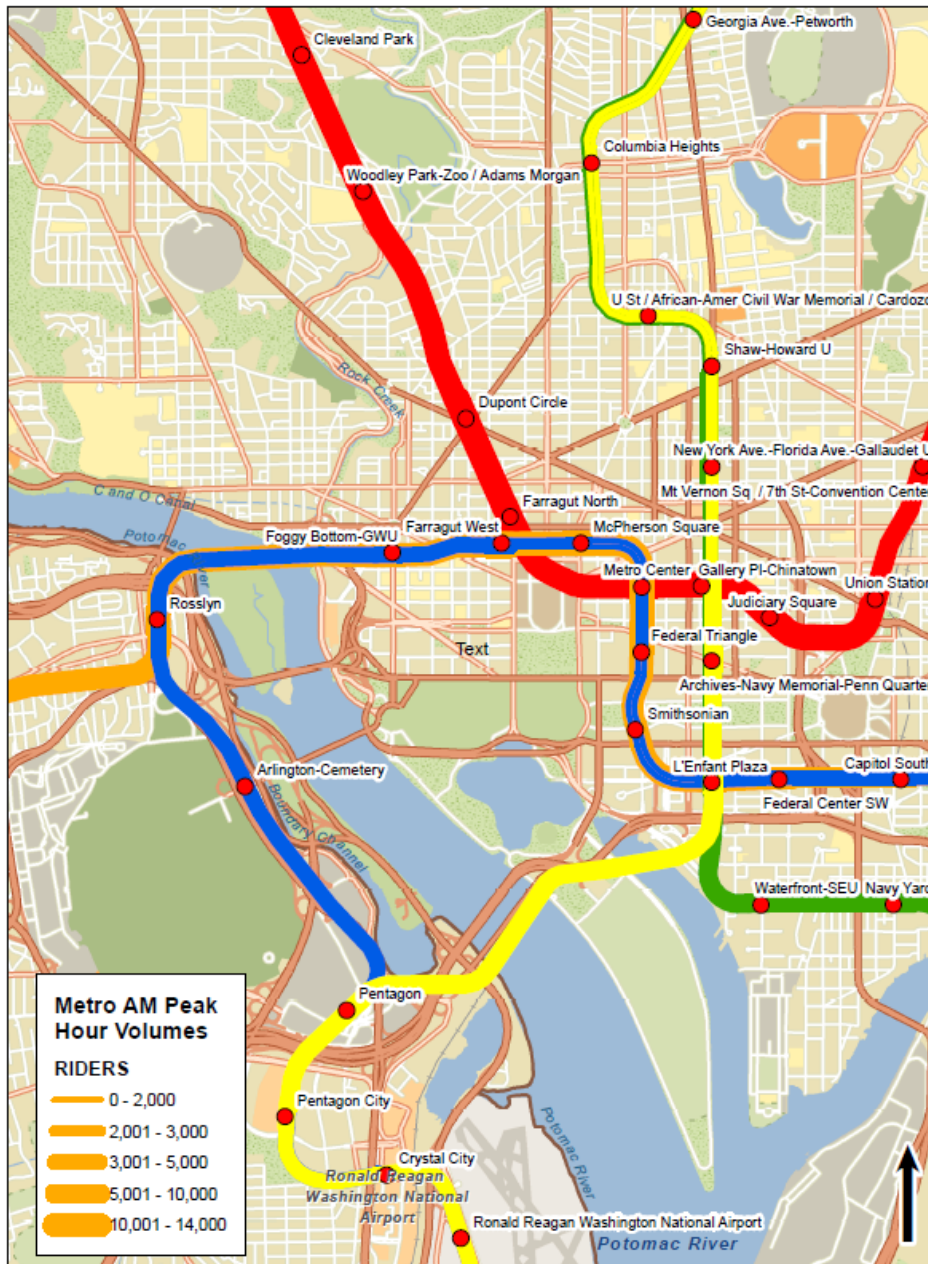 Georgia Ave.-Petworth
Cleveland Park
Columbia Heights
Woodley Park-Zoo / Adams Morgan
U St / African-Amer Civil War Memorial / Cardozo
Shaw-Howard U
Rock Creek
Dupont Circle
New York Ave.-Florida Ave.-Gallaudet U
Mt Vernon Sq / 7th St-Convention Center
C and O Canal
Farragut North
Potomac River
Foggy Bottom-GWU
Farragut West
McPherson Square
Metro Center
Gallery Pl-Chinatown
Union Station
Judiciary Square
Rosslyn
Federal Triangle
Text
Archives-Navy Memorial-Penn Quarter
Smithsonian
L'Enfant Plaza
Capitol South
Arlington-Cemetery
Federal Center SW
Boundary Channel
Waterfront-SEU
Navy Yard
Pentagon
Metro AM Peak
Hour Volumes
RIDERS
0 - 2,000
2,001 - 3,000
3,001 - 5,000
5,001 - 10,000
10,001 - 14,000
Pentagon City
Potomac River
Crystal City
Ronald Reagan
Washington National
Airport
Ronald Reagan Washington National Airport
Potomac River